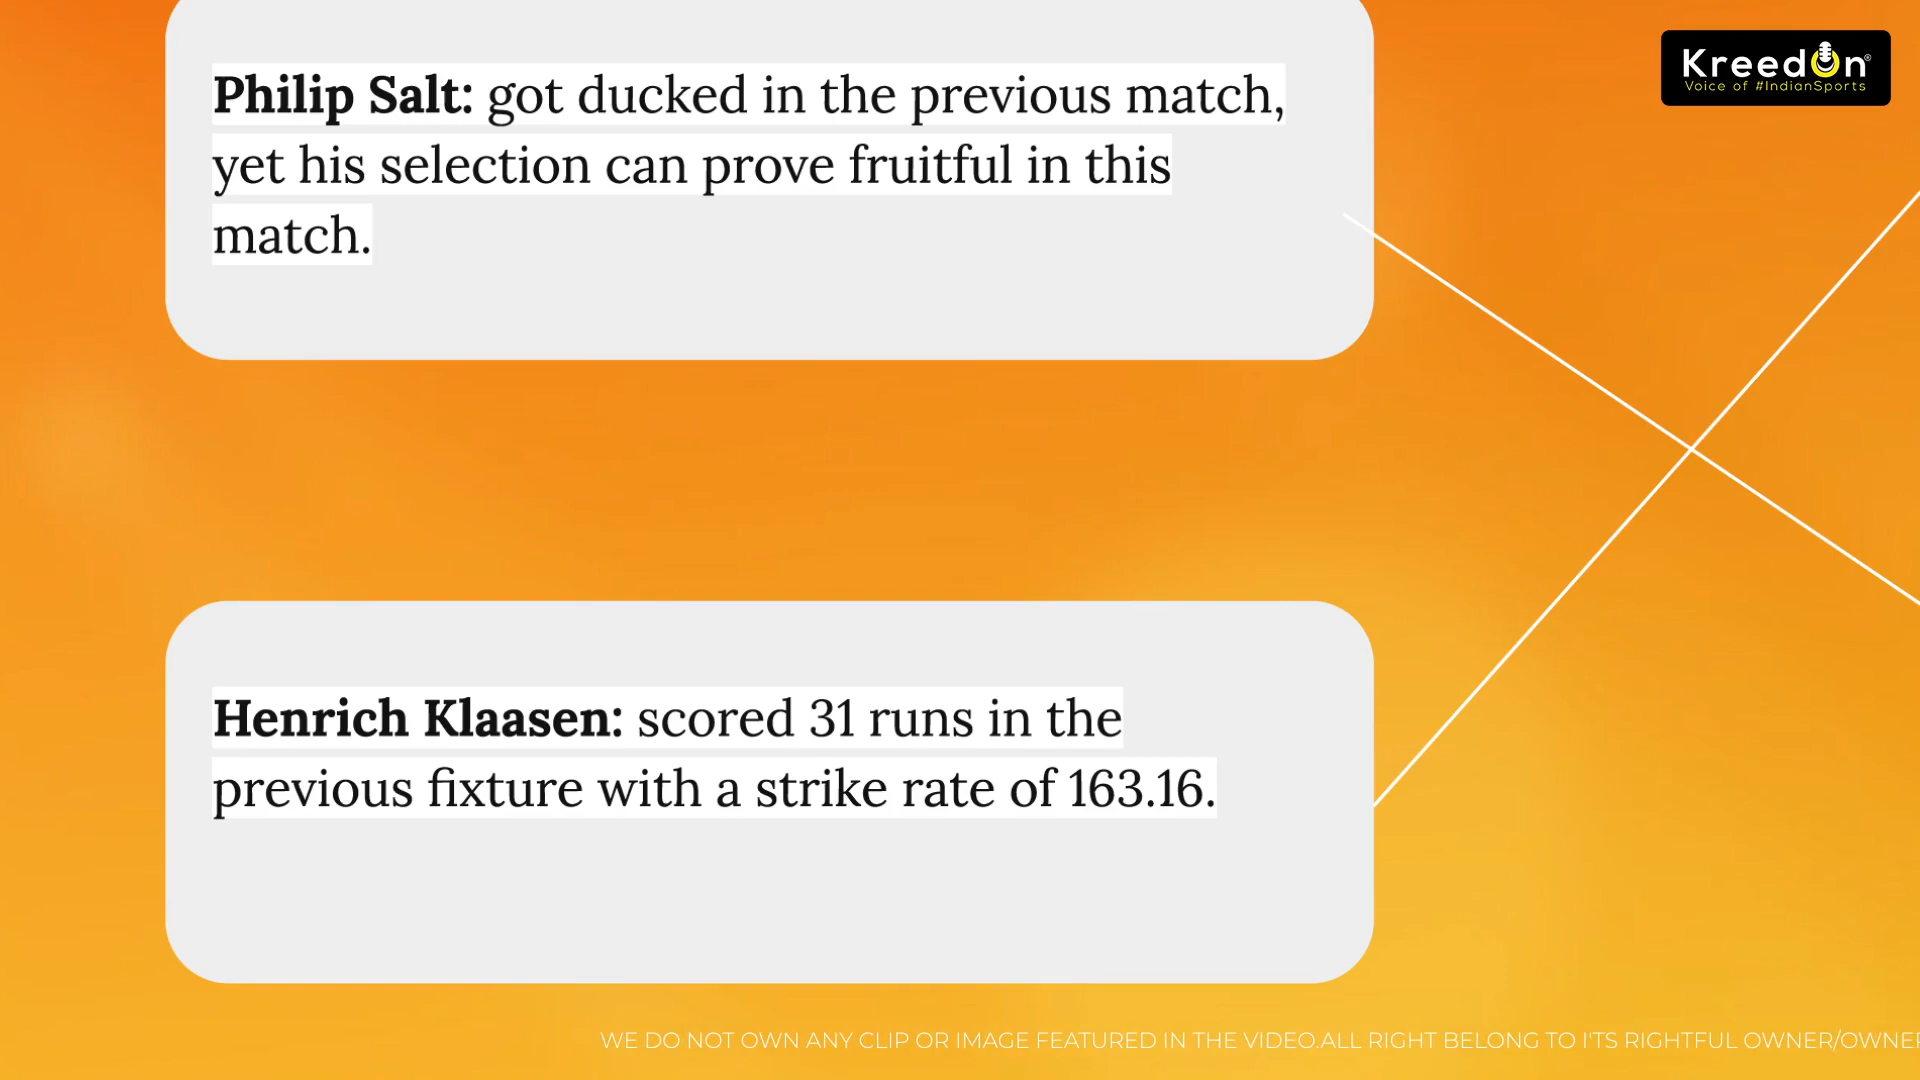 KreedOn®
Voice of #IndianSports
Philip Salt: got ducked in the previous match,
yet his selection can prove fruitful in this
match.
Henrich Klaasen: scored 31 runs in the
previous fixture with a strike rate of 163.16.
WE DO NOT OWN ANY CLIP OR IMAGE FEATURED IN THE VIDEO.ALL RIGHT BELONG TO I'TS RIGHTFUL OWNER/OWNER